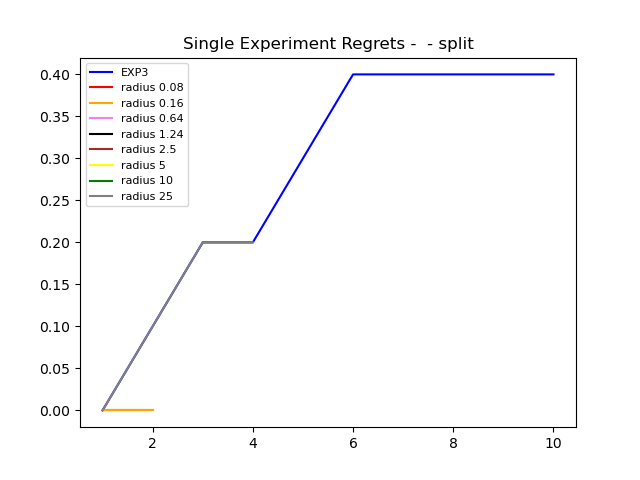 Single Experiment Regrets -  - split
0.40
0.35
0.30
0.25
0.20
0.15
0.10
0.05
0.00
EXP3
radius 0.08
radius 0.16
radius 0.64
radius 1.24
radius 2.5
radius 5
radius 10
radius 25
2 4 6 8 10